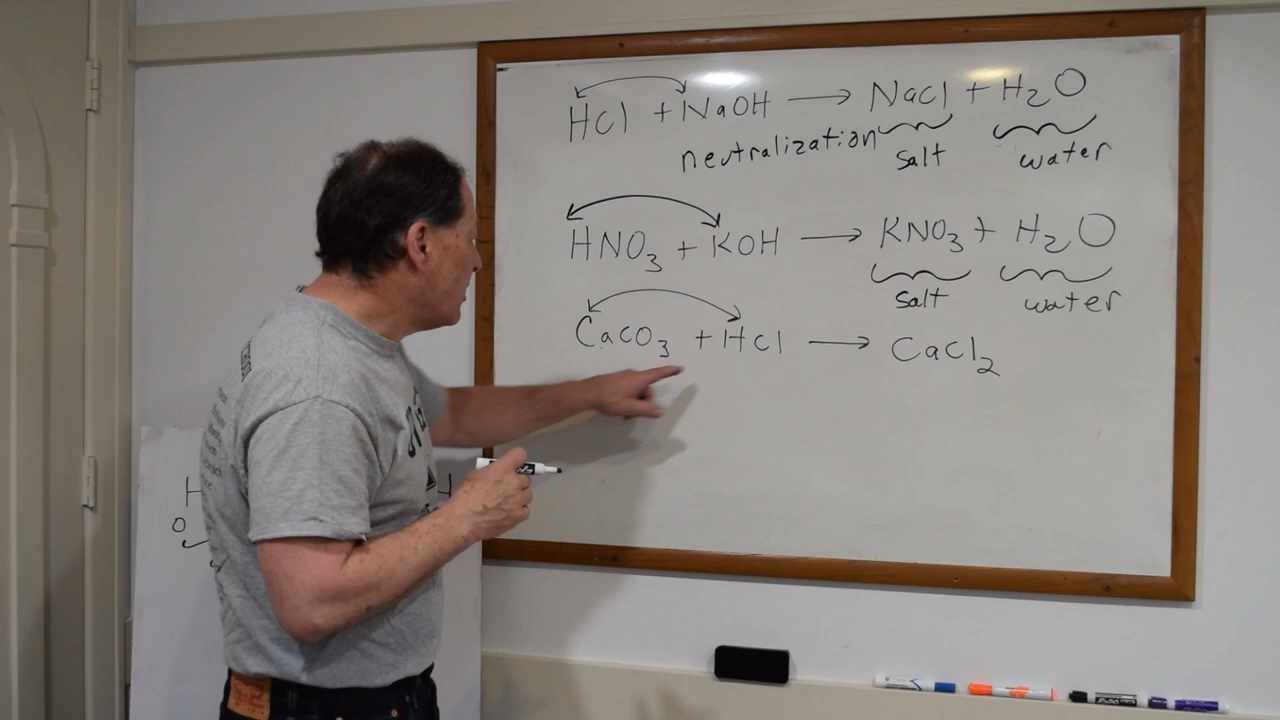 HCl + NaOH → NaCl + H₂O
neutralization salt water
HNO₃ + KOH → KNO₃ + H₂O
salt water
CaCO₃ + HCl → CaCl₂